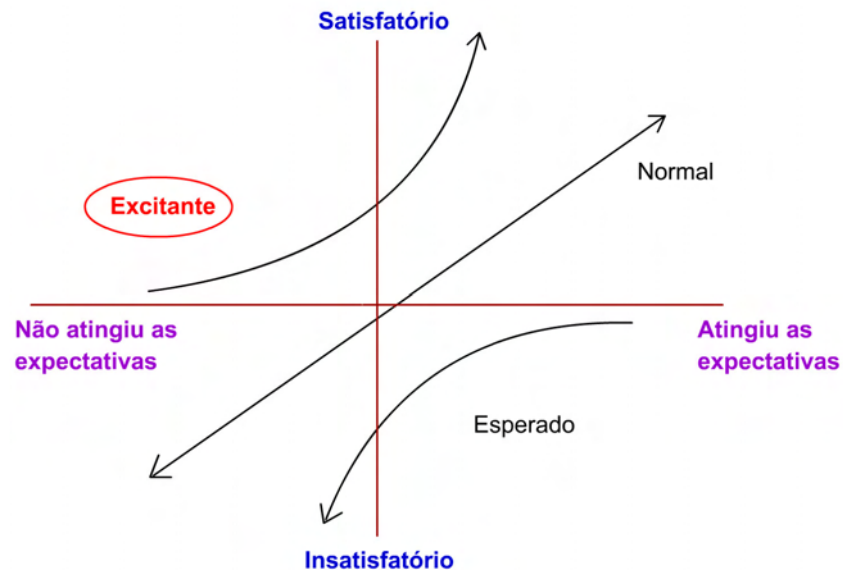 Satisfatório
Normal
Excitante
Não atingiu as
expectativas
Atingiu as
expectativas
Esperado
Insatisfatório